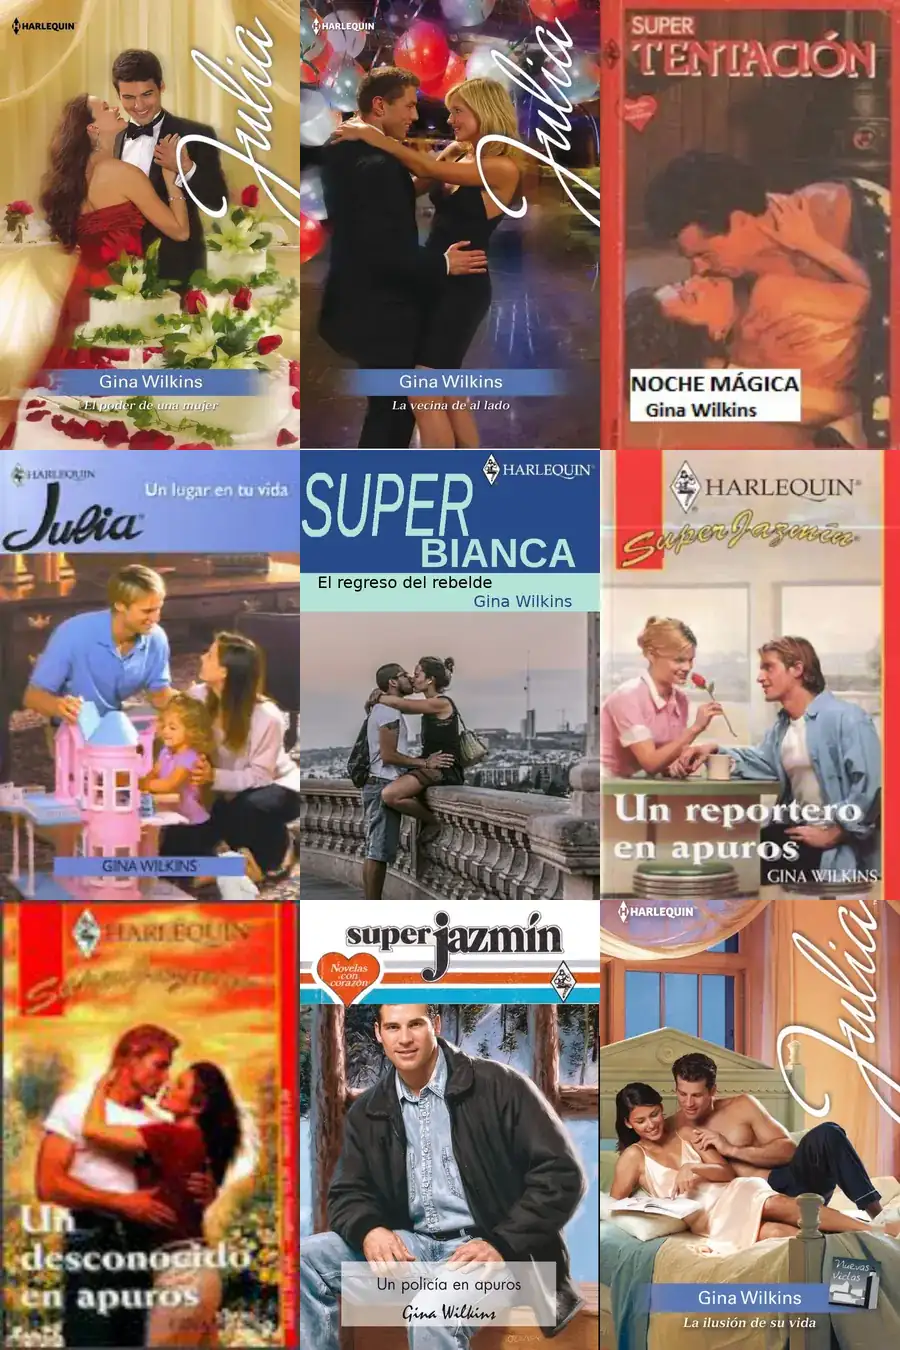 HARLEQUIN
Julia
Gina Wilkins
El poder de una mujer
HARLEQUIN
Julia
Gina Wilkins
La vecina de al lado
SUPER
TENTACIÓN
NOCHE MÁGICA
Gina Wilkins
HARLEQUIN
Un lugar en tu vida
Julia
GINA WILKINS
HARLEQUIN
SUPER
BIANCA
El regreso del rebelde
Gina Wilkins
HARLEQUIN
Super Jazmín
Un reportero
en apuros
GINA WILKINS
HARLEQUIN
Un
desconocido
en apuros
super jazmín
Novelas
con
corazón
Un policía en apuros
Gina Wilkins
HARLEQUIN
Julia
Nuevas
Vidas
Gina Wilkins
La ilusión de su vida